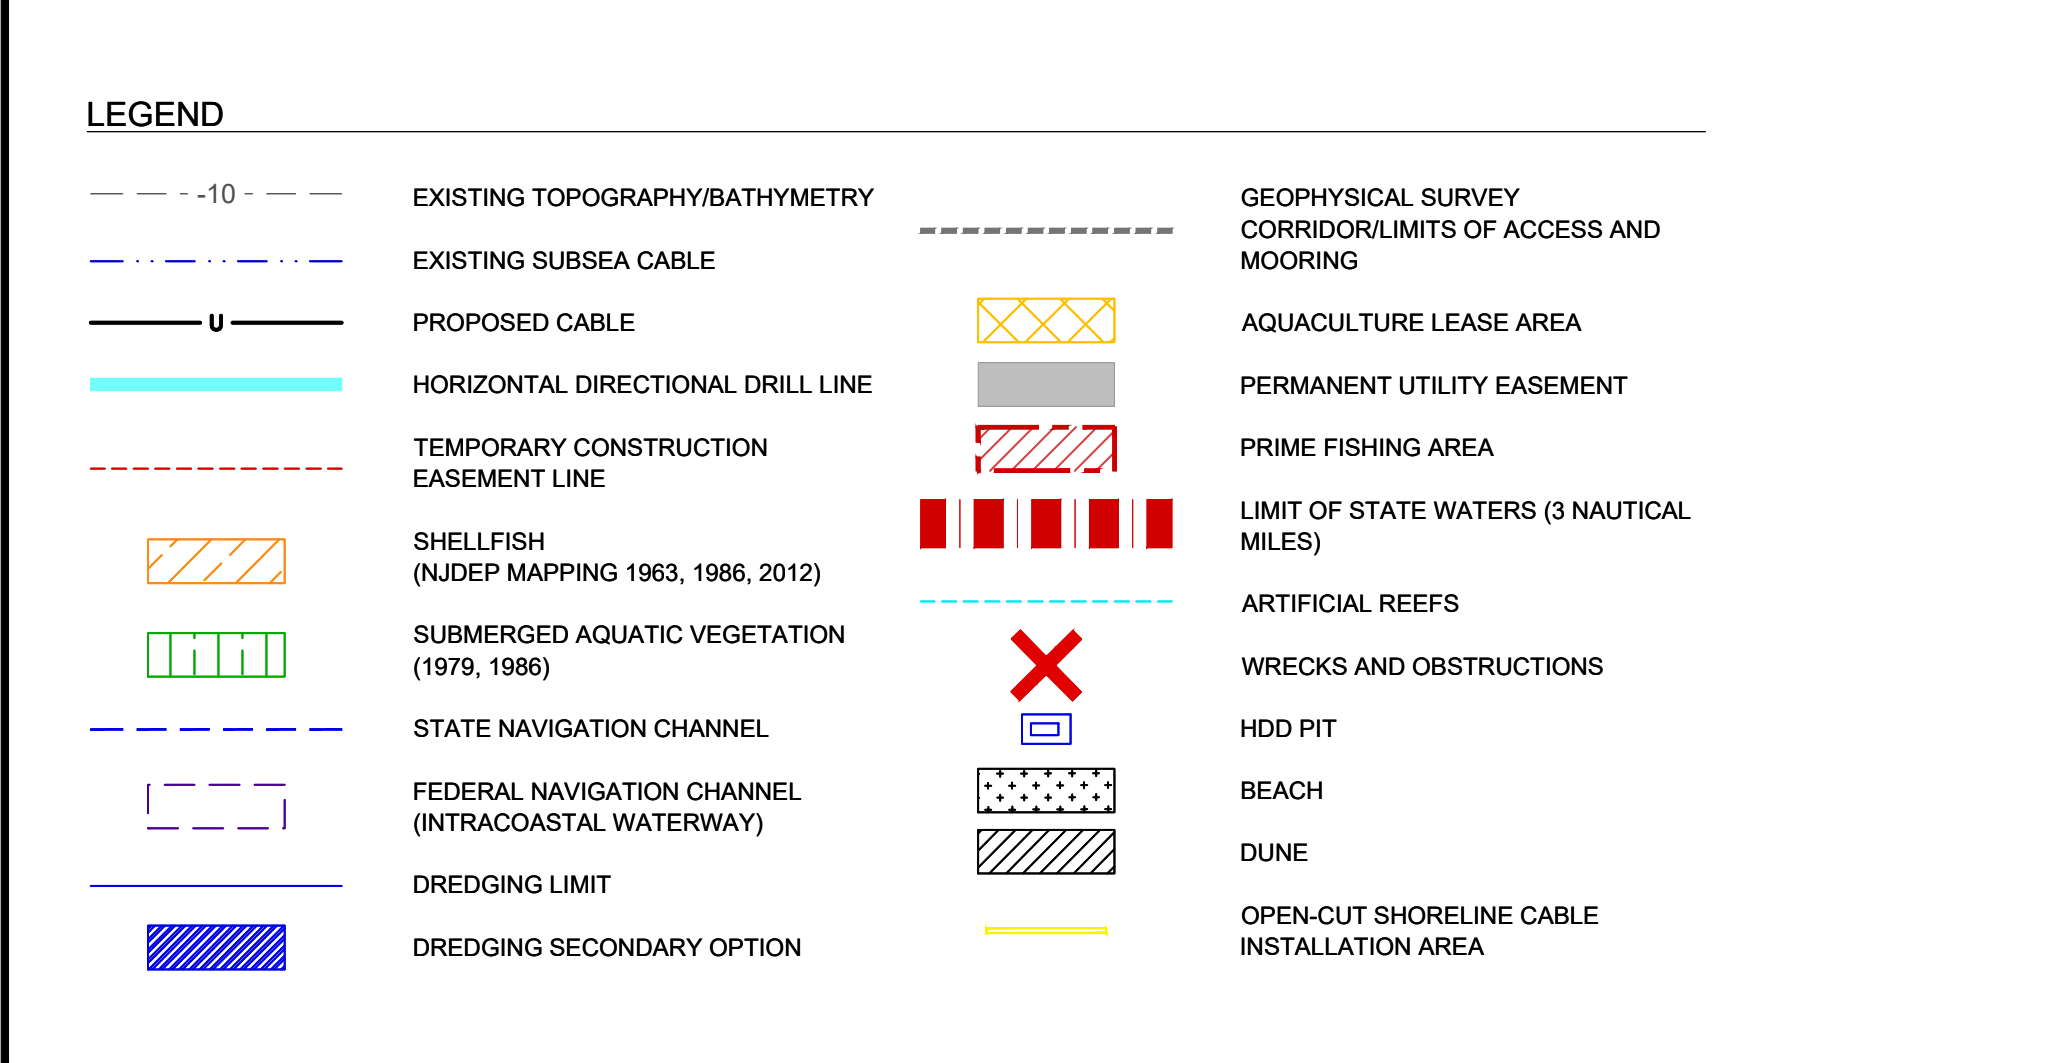 LEGEND
-10
EXISTING TOPOGRAPHY/BATHYMETRY
EXISTING SUBSEA CABLE
U
PROPOSED CABLE
HORIZONTAL DIRECTIONAL DRILL LINE
TEMPORARY CONSTRUCTION
EASEMENT LINE
SHELLFISH
(NJDEP MAPPING 1963, 1986, 2012)
SUBMERGED AQUATIC VEGETATION
(1979, 1986)
STATE NAVIGATION CHANNEL
FEDERAL NAVIGATION CHANNEL
(INTRACOASTAL WATERWAY)
DREDGING LIMIT
DREDGING SECONDARY OPTION
GEOPHYSICAL SURVEY
CORRIDOR/LIMITS OF ACCESS AND
MOORING
AQUACULTURE LEASE AREA
PERMANENT UTILITY EASEMENT
PRIME FISHING AREA
LIMIT OF STATE WATERS (3 NAUTICAL
MILES)
ARTIFICIAL REEFS
WRECKS AND OBSTRUCTIONS
HDD PIT
BEACH
DUNE
OPEN-CUT SHORELINE CABLE
INSTALLATION AREA